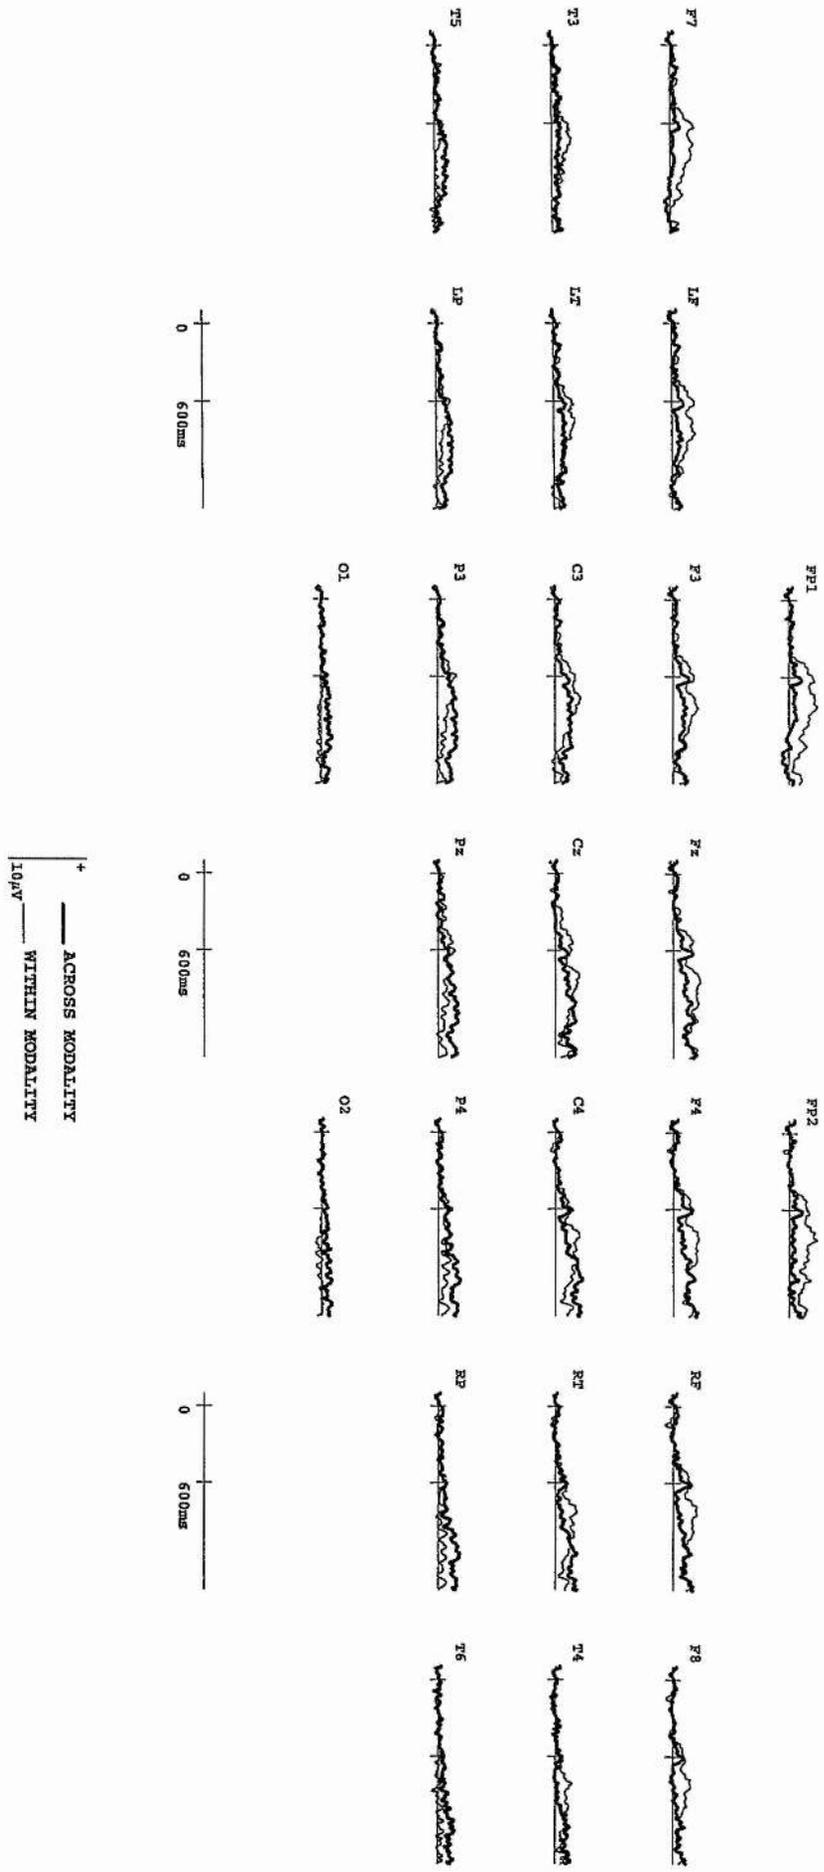 FP1 FP2
F7 LF F3 Fz F4 RF F8
T3 LT C3 Cz C4 RT T4
T5 LP P3 Pz P4 RP T6
O1 O2
0 600ms 0 600ms 0 600ms
+ ACROSS MODALITY
10µV WITHIN MODALITY